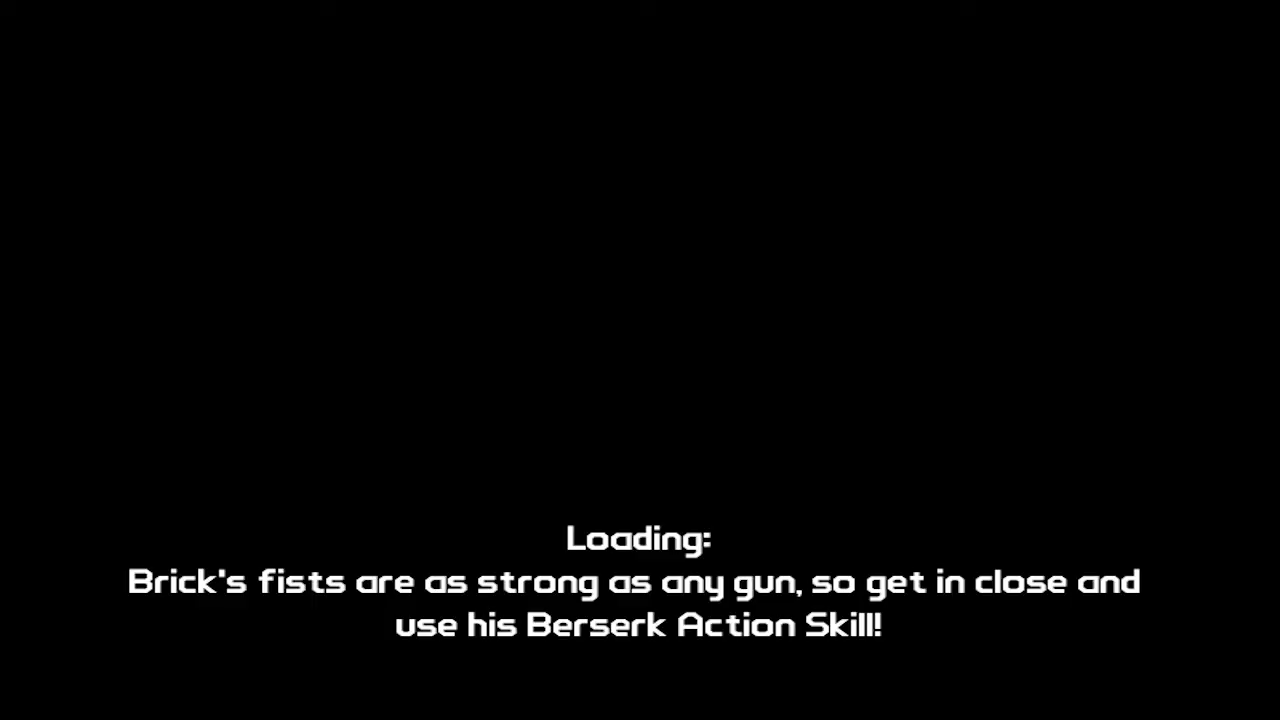 Loading:
Brick's fists are as strong as any gun, so get in close and
use his Berserk Action Skill!